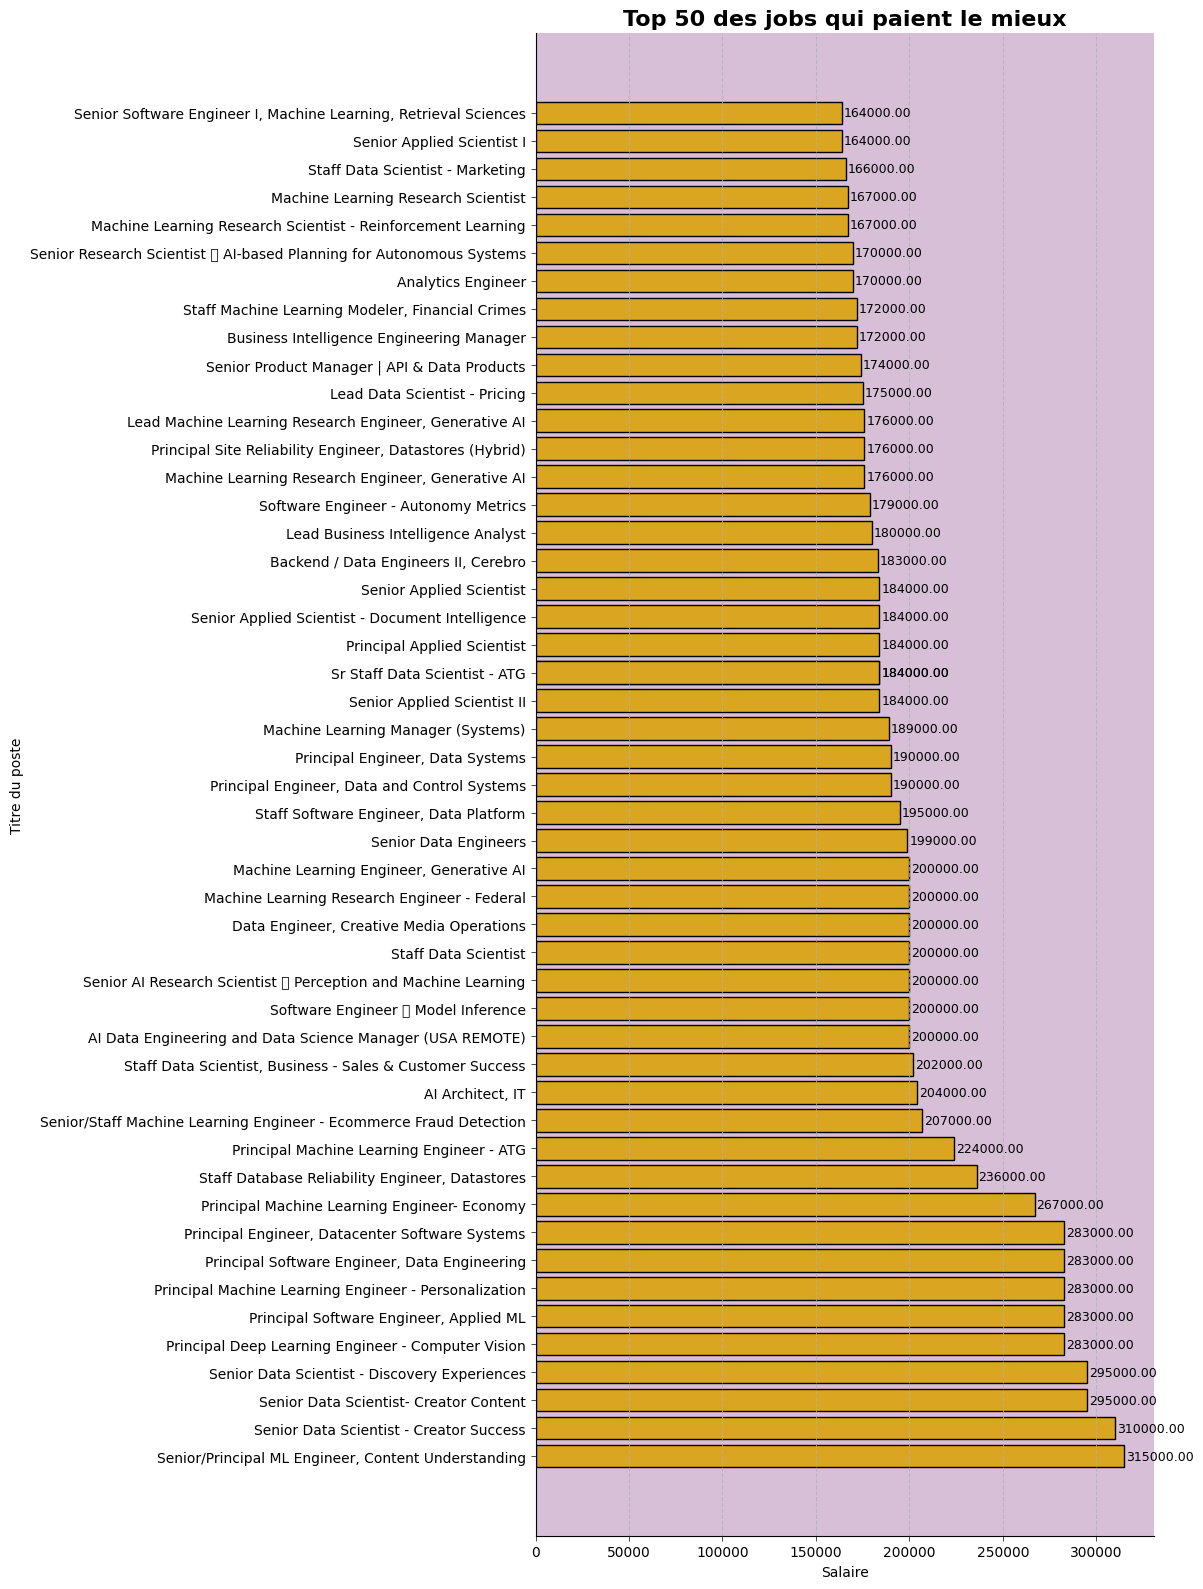 Top 50 des jobs qui paient le mieux
Senior Software Engineer I, Machine Learning, Retrieval Sciences 164000.00
Senior Applied Scientist I 164000.00
Staff Data Scientist - Marketing 166000.00
Machine Learning Research Scientist 167000.00
Machine Learning Research Scientist - Reinforcement Learning 167000.00
Senior Research Scientist ▯ AI-based Planning for Autonomous Systems 170000.00
Analytics Engineer 170000.00
Staff Machine Learning Modeler, Financial Crimes 172000.00
Business Intelligence Engineering Manager 172000.00
Senior Product Manager | API & Data Products 174000.00
Lead Data Scientist - Pricing 175000.00
Lead Machine Learning Research Engineer, Generative AI 176000.00
Principal Site Reliability Engineer, Datastores (Hybrid) 176000.00
Machine Learning Research Engineer, Generative AI 176000.00
Software Engineer - Autonomy Metrics 179000.00
Lead Business Intelligence Analyst 180000.00
Backend / Data Engineers II, Cerebro 183000.00
Senior Applied Scientist 184000.00
Senior Applied Scientist - Document Intelligence 184000.00
Principal Applied Scientist 184000.00
Sr Staff Data Scientist - ATG 184000.00
Senior Applied Scientist II 184000.00
Machine Learning Manager (Systems) 189000.00
Principal Engineer, Data Systems 190000.00
Principal Engineer, Data and Control Systems 190000.00
Staff Software Engineer, Data Platform 195000.00
Senior Data Engineers 199000.00
Machine Learning Engineer, Generative AI 200000.00
Machine Learning Research Engineer - Federal 200000.00
Data Engineer, Creative Media Operations 200000.00
Staff Data Scientist 200000.00
Senior AI Research Scientist ▯ Perception and Machine Learning 200000.00
Software Engineer ▯ Model Inference 200000.00
AI Data Engineering and Data Science Manager (USA REMOTE) 200000.00
Staff Data Scientist, Business - Sales & Customer Success 202000.00
AI Architect, IT 204000.00
Senior/Staff Machine Learning Engineer - Ecommerce Fraud Detection 207000.00
Principal Machine Learning Engineer - ATG 224000.00
Staff Database Reliability Engineer, Datastores 236000.00
Principal Machine Learning Engineer- Economy 267000.00
Principal Engineer, Datacenter Software Systems 283000.00
Principal Software Engineer, Data Engineering 283000.00
Principal Machine Learning Engineer - Personalization 283000.00
Principal Software Engineer, Applied ML 283000.00
Principal Deep Learning Engineer - Computer Vision 283000.00
Senior Data Scientist - Discovery Experiences 295000.00
Senior Data Scientist- Creator Content 295000.00
Senior Data Scientist - Creator Success 310000.00
Senior/Principal ML Engineer, Content Understanding 315000.00
Titre du poste
0 50000 100000 150000 200000 250000 300000
Salaire